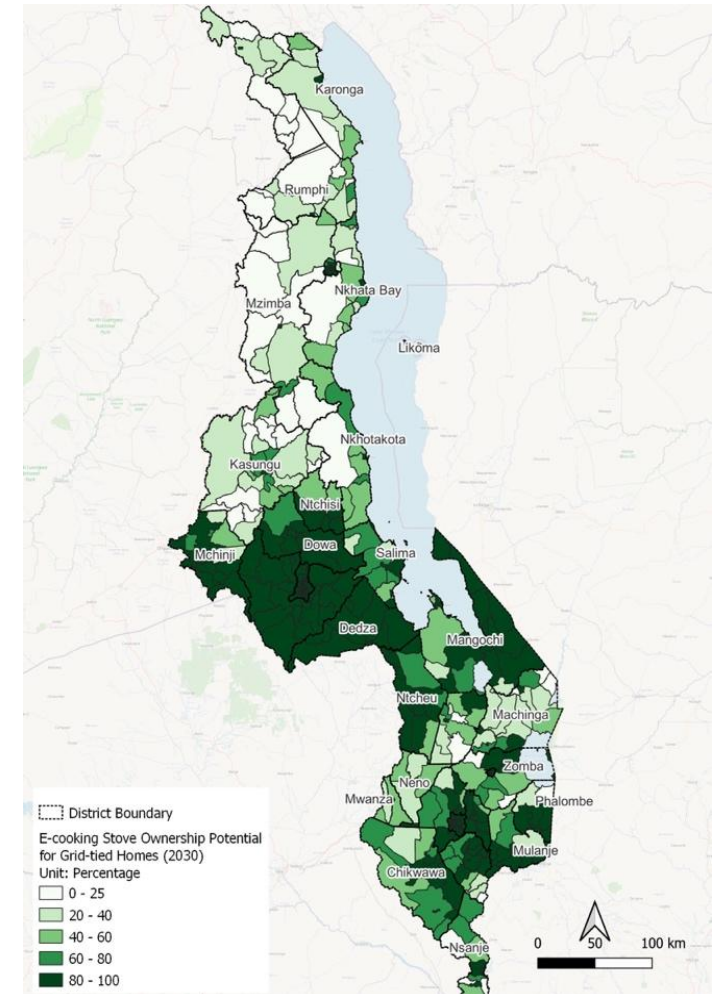 Karonga
Rumphi
Mzimba
Nkhata Bay
Likoma
Nkhotakota
Kasungu
Ntchisi
Dowa
Mchinji
Salima
Dedza
Mangochi
Ntcheu
Machinga
Zomba
Neno
Mwanza
Phalombe
Mulanje
Chikwawa
Nsanje
District Boundary
E-cooking Stove Ownership Potential
for Grid-tied Homes (2030)
Unit: Percentage
0 - 25
20 - 40
40 - 60
60 - 80
80 - 100
0 50 100 km